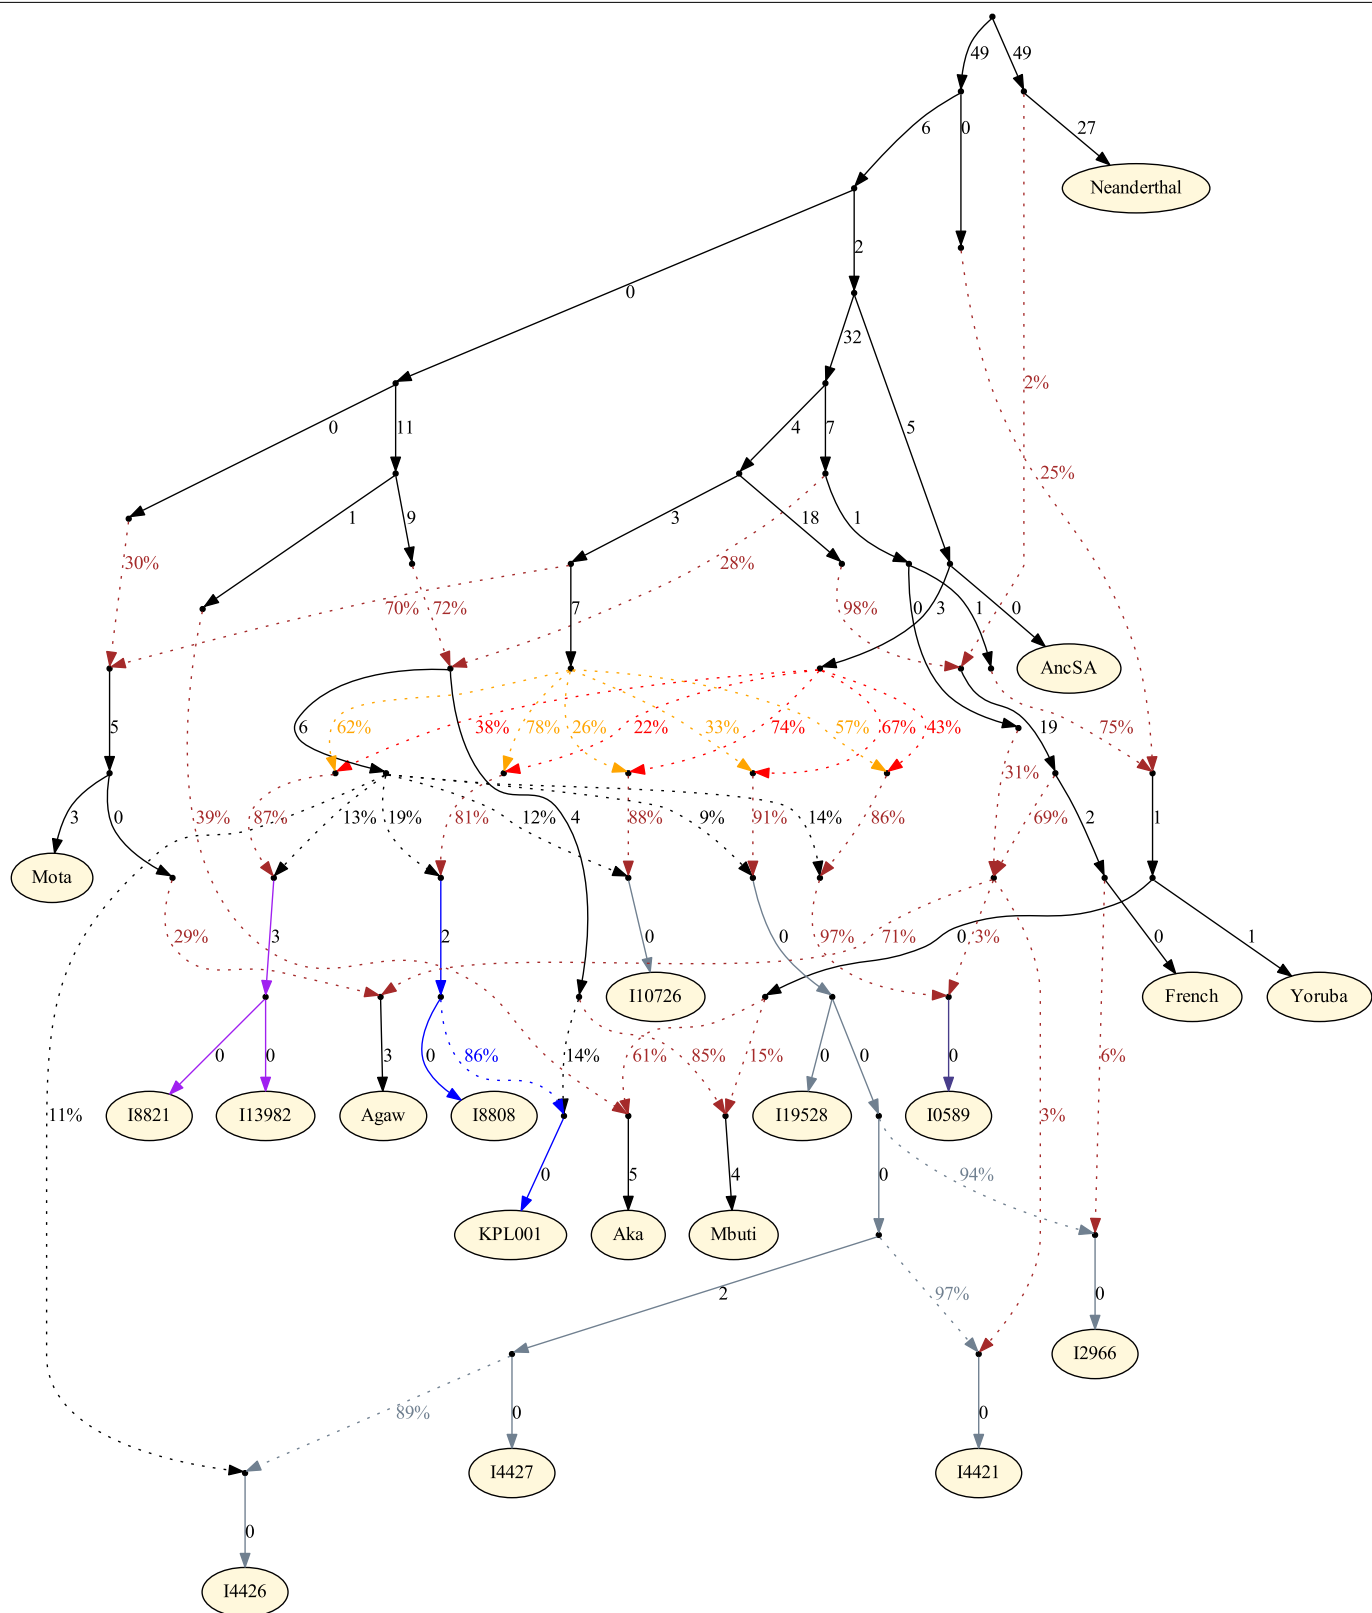 49 49
6 0 27
Neanderthal
2
0
32
2%
0 11 4 7 5
25%
1 9 3 18 1
30% 28%
70% 72% 7 98% 0 3 1 0
AncSA
5 6 62% 38% 78% 22% 26% 33% 74% 57% 67% 43% 19 75%
31%
3 0 39% 87% 13% 19% 81% 12% 4 88% 9% 91% 14% 86% 69% 2 1
Mota
29% 3 2 0 0 97% 71% 0 3% 0 1
I10726 French Yoruba
11% 0 0 3 0 86% 14% 61% 85% 15% 0 0 0 3% 6%
I8821 I13982 Agaw I8808 I19528 I0589
0 5 4 0 94%
KPL001 Aka Mbuti
2 97% 0
I2966
89% 0 0
I4427 I4421
0
I4426